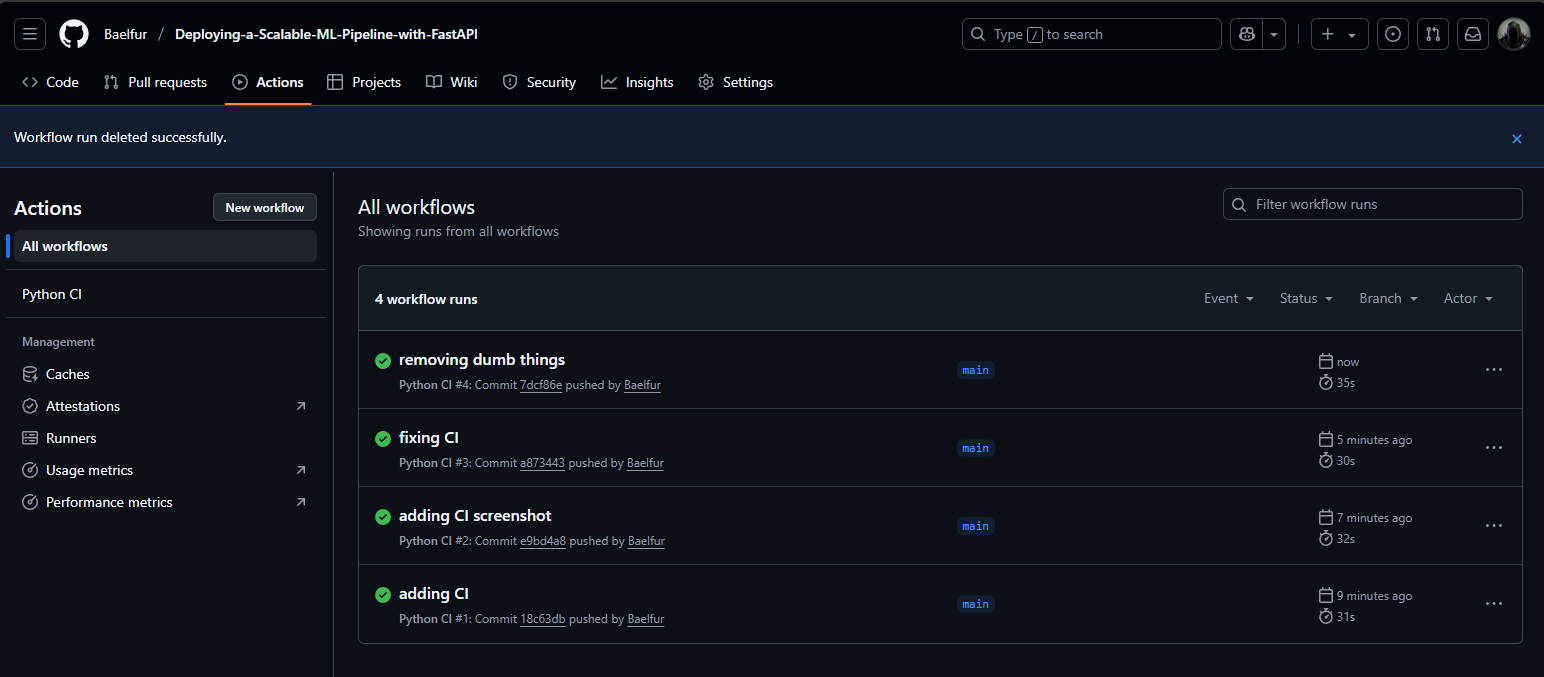 Baelfur / Deploying-a-Scalable-ML-Pipeline-with-FastAPI
Type / to search
Code Pull requests Actions Projects Wiki Security Insights Settings
Workflow run deleted successfully.
Actions
New workflow
All workflows
Python CI
Management
Caches
Attestations
Runners
Usage metrics
Performance metrics
All workflows
Showing runs from all workflows
Filter workflow runs
4 workflow runs
Event Status Branch Actor
removing dumb things
Python CI #4: Commit 7dcf86e pushed by Baelfur
main
now
35s
fixing CI
Python CI #3: Commit a873443 pushed by Baelfur
main
5 minutes ago
30s
adding CI screenshot
Python CI #2: Commit e9bd4a8 pushed by Baelfur
main
7 minutes ago
32s
adding CI
Python CI #1: Commit 18c63db pushed by Baelfur
main
9 minutes ago
31s